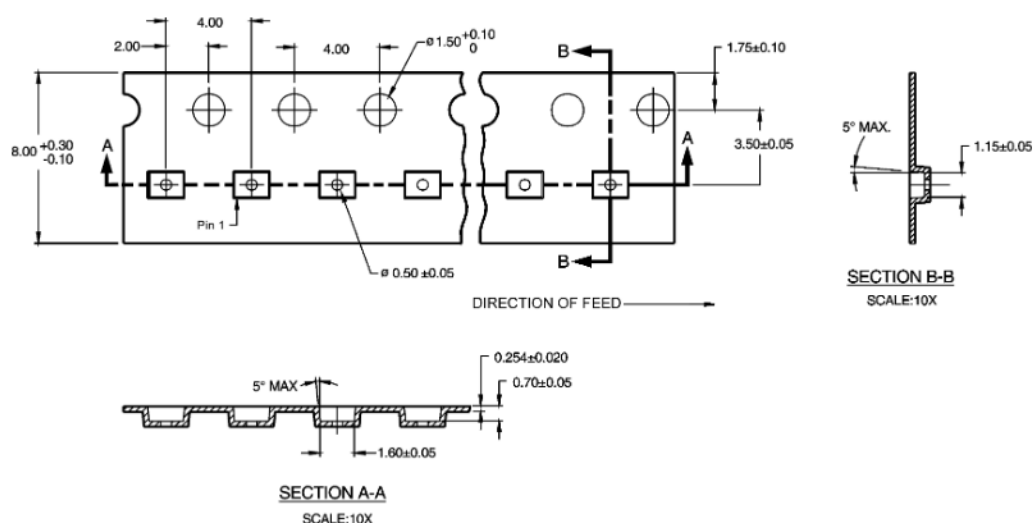 4.00
2.00
4.00
ø1.50 +0.10 0
B
1.75±0.10
8.00 +0.30 -0.10
A
A
3.50±0.05
5° MAX.
1.15±0.05
Pin 1
ø 0.50 ±0.05
B
SECTION B-B
SCALE:10X
DIRECTION OF FEED
5° MAX
0.254±0.020
0.70±0.05
1.60±0.05
SECTION A-A
SCALE:10X